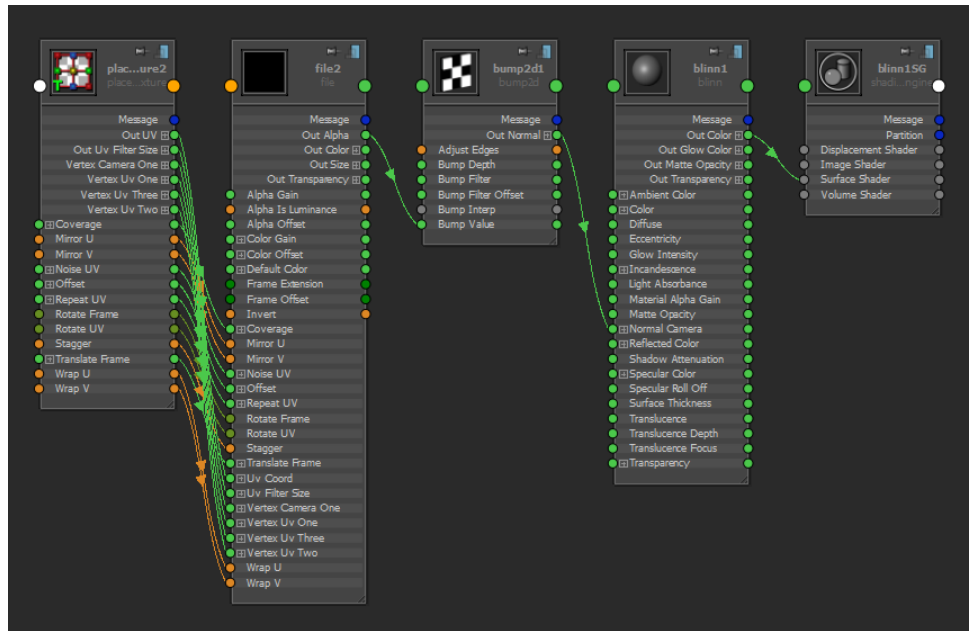 plac...ure2
place...xture
Message
Out UV
Out Uv Filter Size
Vertex Camera One
Vertex Uv One
Vertex Uv Three
Vertex Uv Two
Coverage
Mirror U
Mirror V
Noise UV
Offset
Repeat UV
Rotate Frame
Rotate UV
Stagger
Translate Frame
Wrap U
Wrap V
file2
file
Message
Out Alpha
Out Color
Out Size
Out Transparency
Alpha Gain
Alpha Is Luminance
Alpha Offset
Color Gain
Color Offset
Default Color
Frame Extension
Frame Offset
Invert
Coverage
Mirror U
Mirror V
Noise UV
Offset
Repeat UV
Rotate Frame
Rotate UV
Stagger
Translate Frame
Uv Coord
Uv Filter Size
Vertex Camera One
Vertex Uv One
Vertex Uv Three
Vertex Uv Two
Wrap U
Wrap V
bump2d1
bump2d
Message
Out Normal
Adjust Edges
Bump Depth
Bump Filter
Bump Filter Offset
Bump Interp
Bump Value
blinn1
blinn
Message
Out Color
Out Glow Color
Out Matte Opacity
Out Transparency
Ambient Color
Color
Diffuse
Eccentricity
Glow Intensity
Incandescence
Light Absorbance
Material Alpha Gain
Matte Opacity
Normal Camera
Reflected Color
Shadow Attenuation
Specular Color
Specular Roll Off
Surface Thickness
Translucence
Translucence Depth
Translucence Focus
Transparency
blinn1SG
shadi...ngine
Message
Partition
Displacement Shader
Image Shader
Surface Shader
Volume Shader